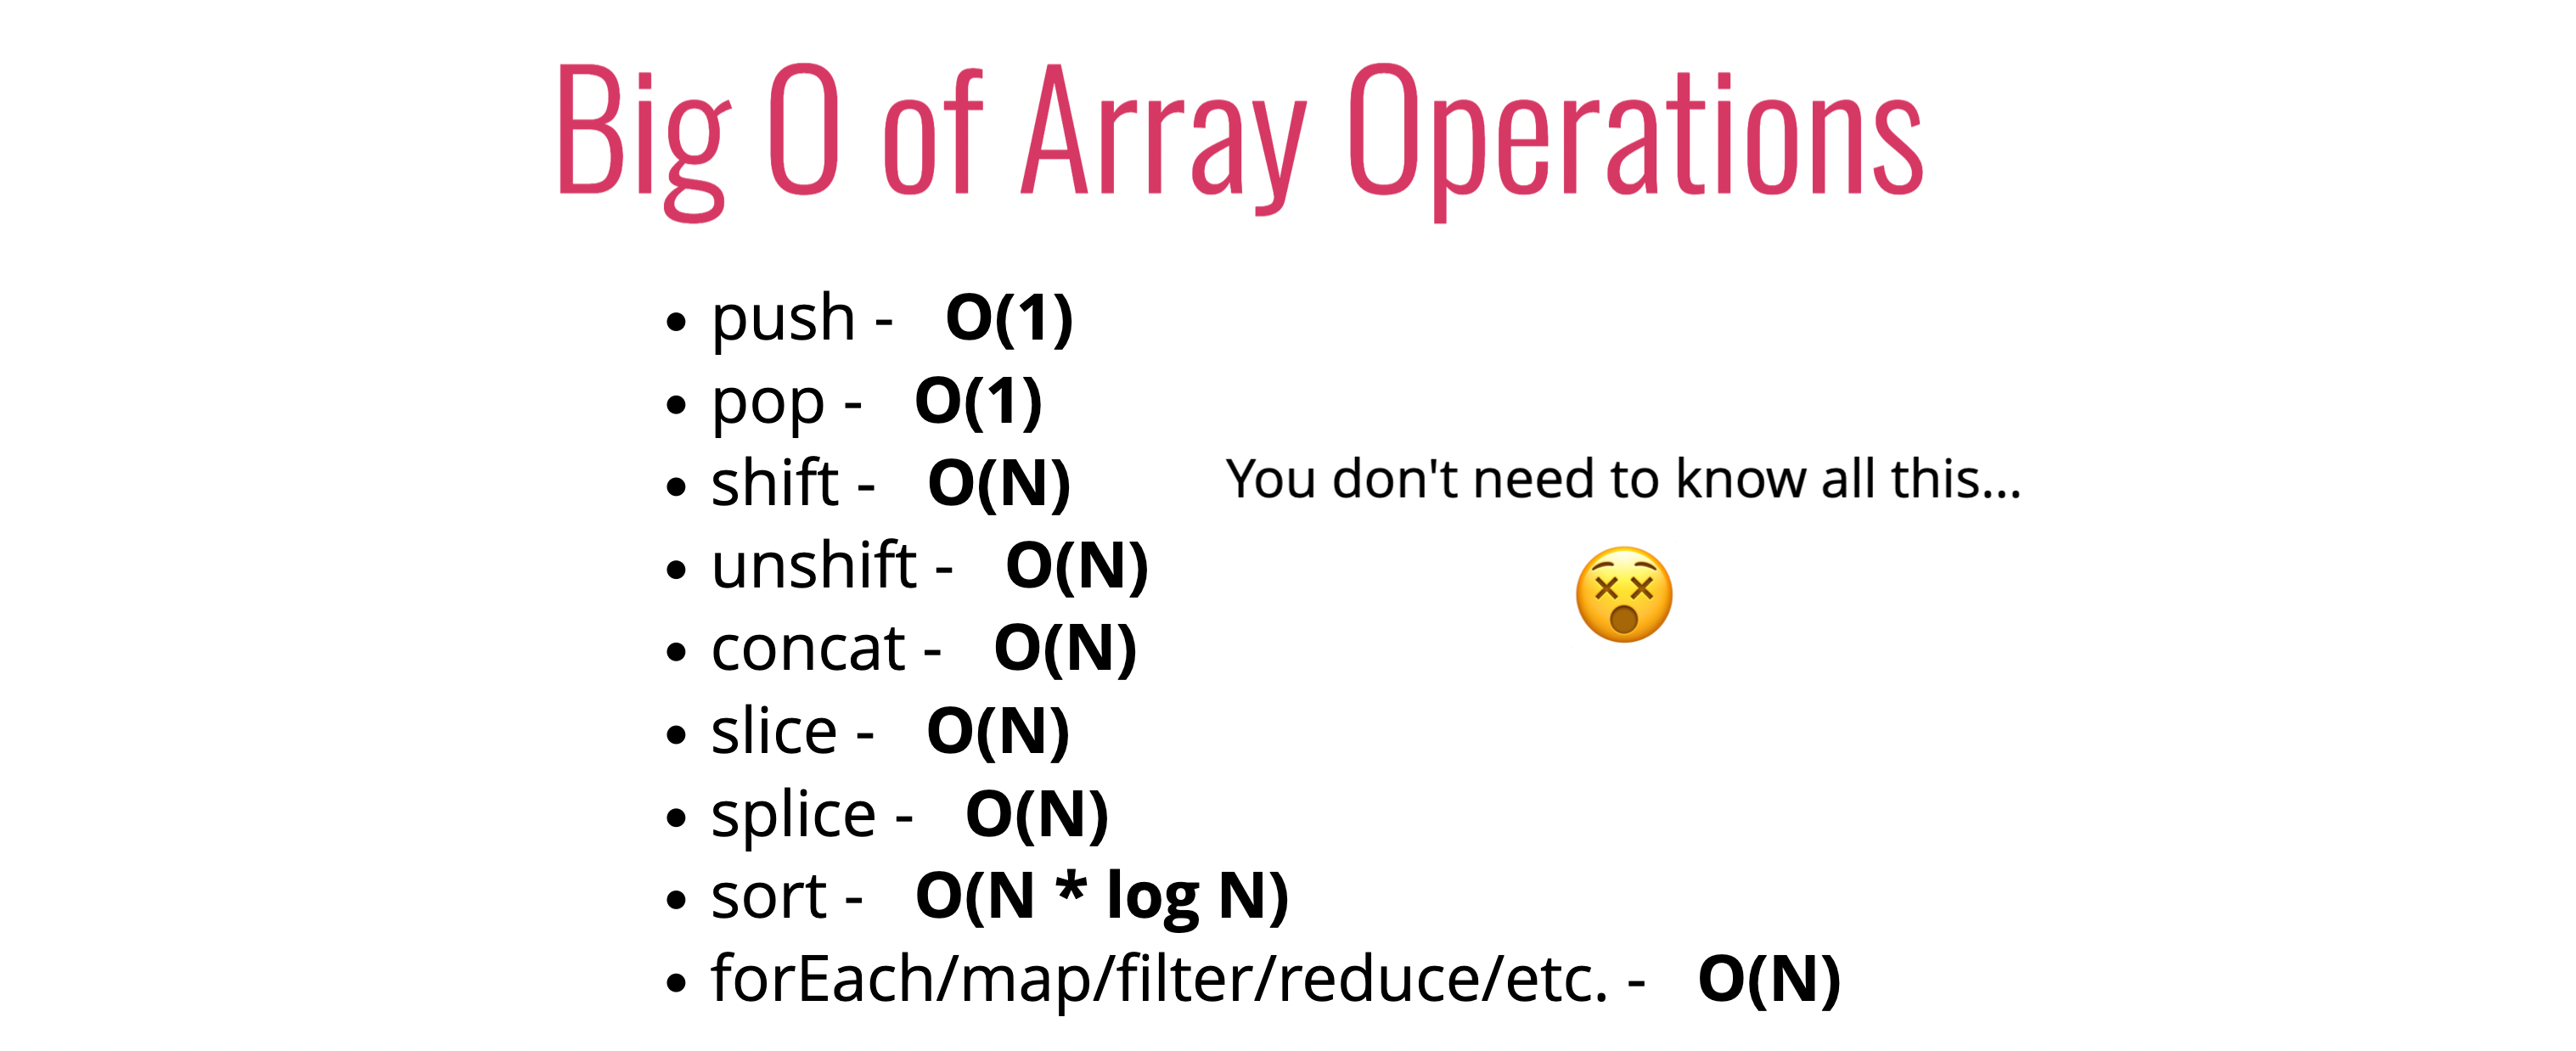 Big O of Array Operations
• push - O(1)
• pop - O(1)
• shift - O(N)
• unshift - O(N)
• concat - O(N)
• slice - O(N)
• splice - O(N)
• sort - O(N * log N)
• forEach/map/filter/reduce/etc. - O(N)
You don't need to know all this...